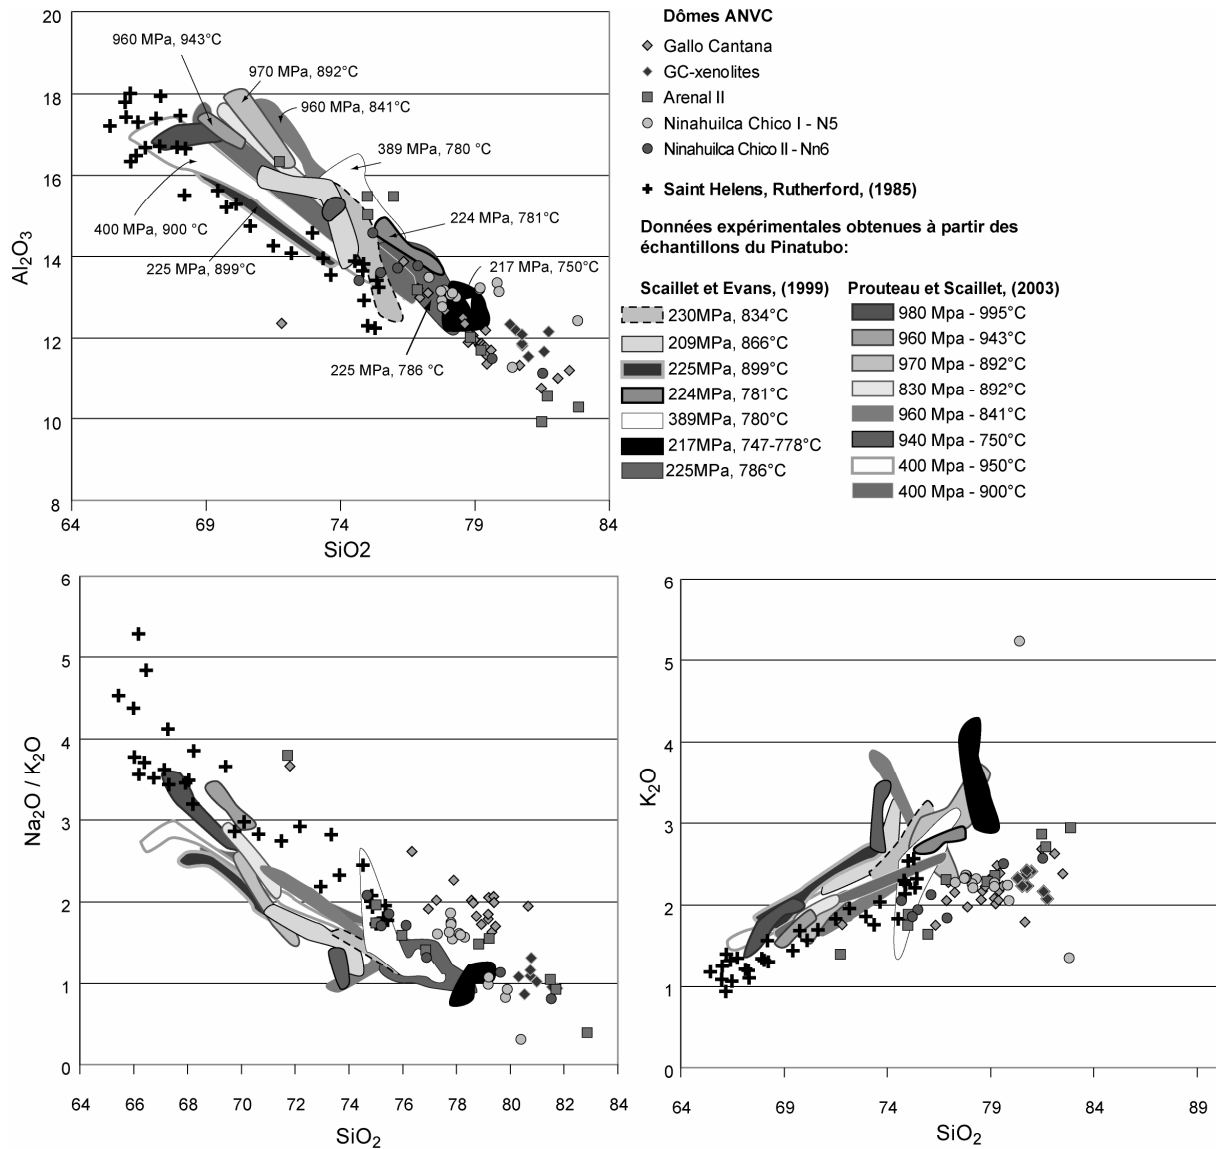 20
18
16
14
12
10
8
Al2O3
64
69
74
79
84
SiO2
960 MPa, 943°C
970 MPa, 892°C
960 MPa, 841°C
389 MPa, 780 °C
224 MPa, 781°C
217 MPa, 750°C
400 MPa, 900 °C
225 MPa, 899°C
225 MPa, 786 °C
Dômes ANVC
Gallo Cantana
GC-xenolites
Arenal II
Ninahuilca Chico I - N5
Ninahuilca Chico II - Nn6
Saint Helens, Rutherford, (1985)
Données expérimentales obtenues à partir des
échantillons du Pinatubo:
Scaillet et Evans, (1999)
230MPa, 834°C
209MPa, 866°C
225MPa, 899°C
224MPa, 781°C
389MPa, 780°C
217MPa, 747-778°C
225MPa, 786°C
Prouteau et Scaillet, (2003)
980 Mpa - 995°C
960 Mpa - 943°C
970 Mpa - 892°C
830 Mpa - 892°C
960 Mpa - 841°C
940 Mpa - 750°C
400 Mpa - 950°C
400 Mpa - 900°C
6
5
4
3
2
1
0
Na2O / K2O
64
66
68
70
72
74
76
78
80
82
84
SiO2
6
5
4
3
2
1
0
K2O
64
69
74
79
84
89
SiO2